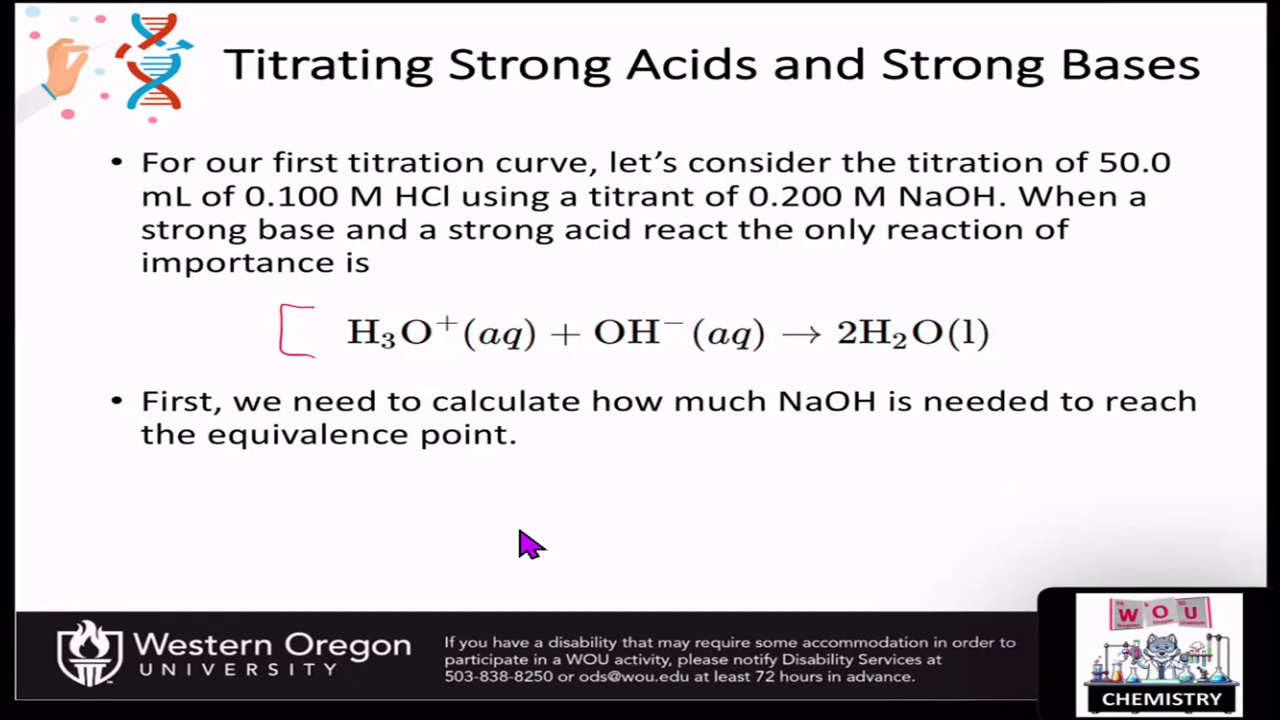 Titrating Strong Acids and Strong Bases
• For our first titration curve, let’s consider the titration of 50.0
mL of 0.100 M HCl using a titrant of 0.200 M NaOH. When a
strong base and a strong acid react the only reaction of
importance is
H₃O⁺(aq) + OH⁻(aq) → 2H₂O(l)
• First, we need to calculate how much NaOH is needed to reach
the equivalence point.
Western Oregon
UNIVERSITY
If you have a disability that may require some accommodation in order to
participate in a WOU activity, please notify Disability Services at
503-838-8250 or ods@wou.edu at least 72 hours in advance.
W O U
CHEMISTRY